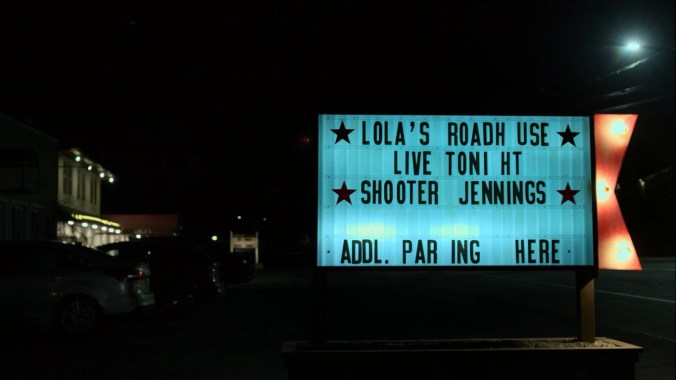 ★ LOLA'S ROADH USE ★
LIVE TONI HT
★ SHOOTER JENNINGS ★
ADDL. PAR ING HERE